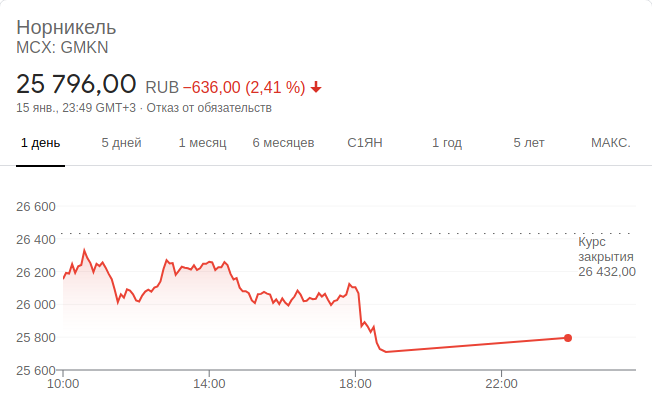 Норникель
MCX: GMKN
25 796,00 RUB −636,00 (2,41 %)
15 янв., 23:49 GMT+3 · Отказ от обязательств
1 день 5 дней 1 месяц 6 месяцев С1ЯН 1 год 5 лет МАКС.
26 600
26 400
Курс
закрытия
26 432,00
26 200
26 000
25 800
25 600
10:00 14:00 18:00 22:00